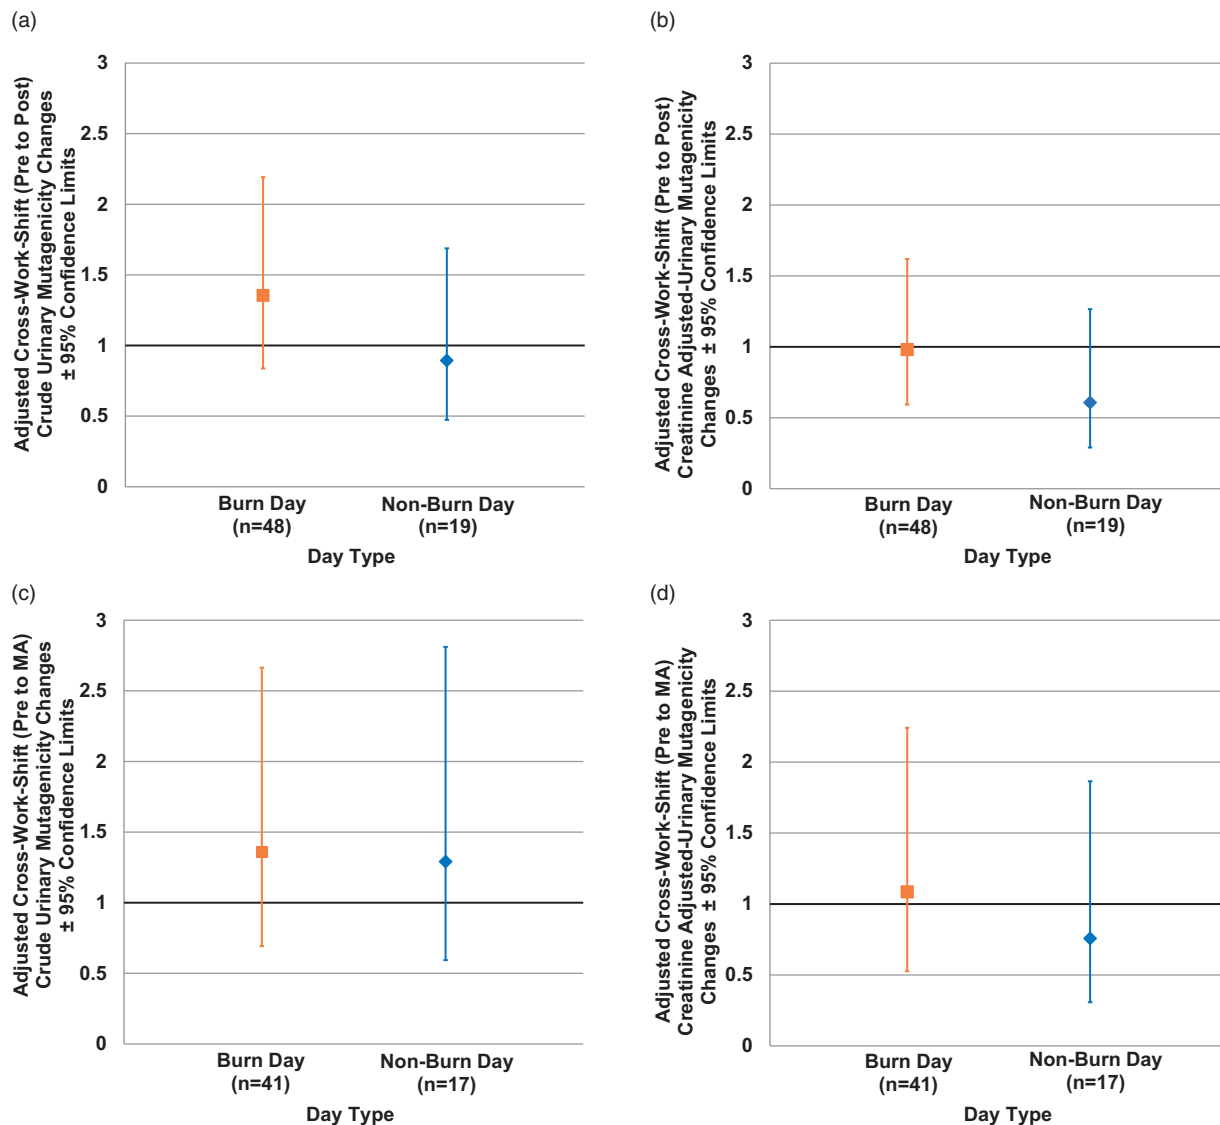 (a)
Adjusted Cross-Work-Shift (Pre to Post)
Crude Urinary Mutagenicity Changes
± 95% Confidence Limits
3
2.5
2
1.5
1
0.5
0
Burn Day
(n=48)
Non-Burn Day
(n=19)
Day Type
(b)
Adjusted Cross-Work-Shift (Pre to Post)
Creatinine Adjusted-Urinary Mutagenicity
Changes ± 95% Confidence Limits
3
2.5
2
1.5
1
0.5
0
Burn Day
(n=48)
Non-Burn Day
(n=19)
Day Type
(c)
Adjusted Cross-Work-Shift (Pre to MA)
Crude Urinary Mutagenicity Changes
± 95% Confidence Limits
3
2.5
2
1.5
1
0.5
0
Burn Day
(n=41)
Non-Burn Day
(n=17)
Day Type
(d)
Adjusted Cross-Work-Shift (Pre to MA)
Creatinine Adjusted-Urinary Mutagenicity
Changes ± 95% Confidence Limits
3
2.5
2
1.5
1
0.5
0
Burn Day
(n=41)
Non-Burn Day
(n=17)
Day Type